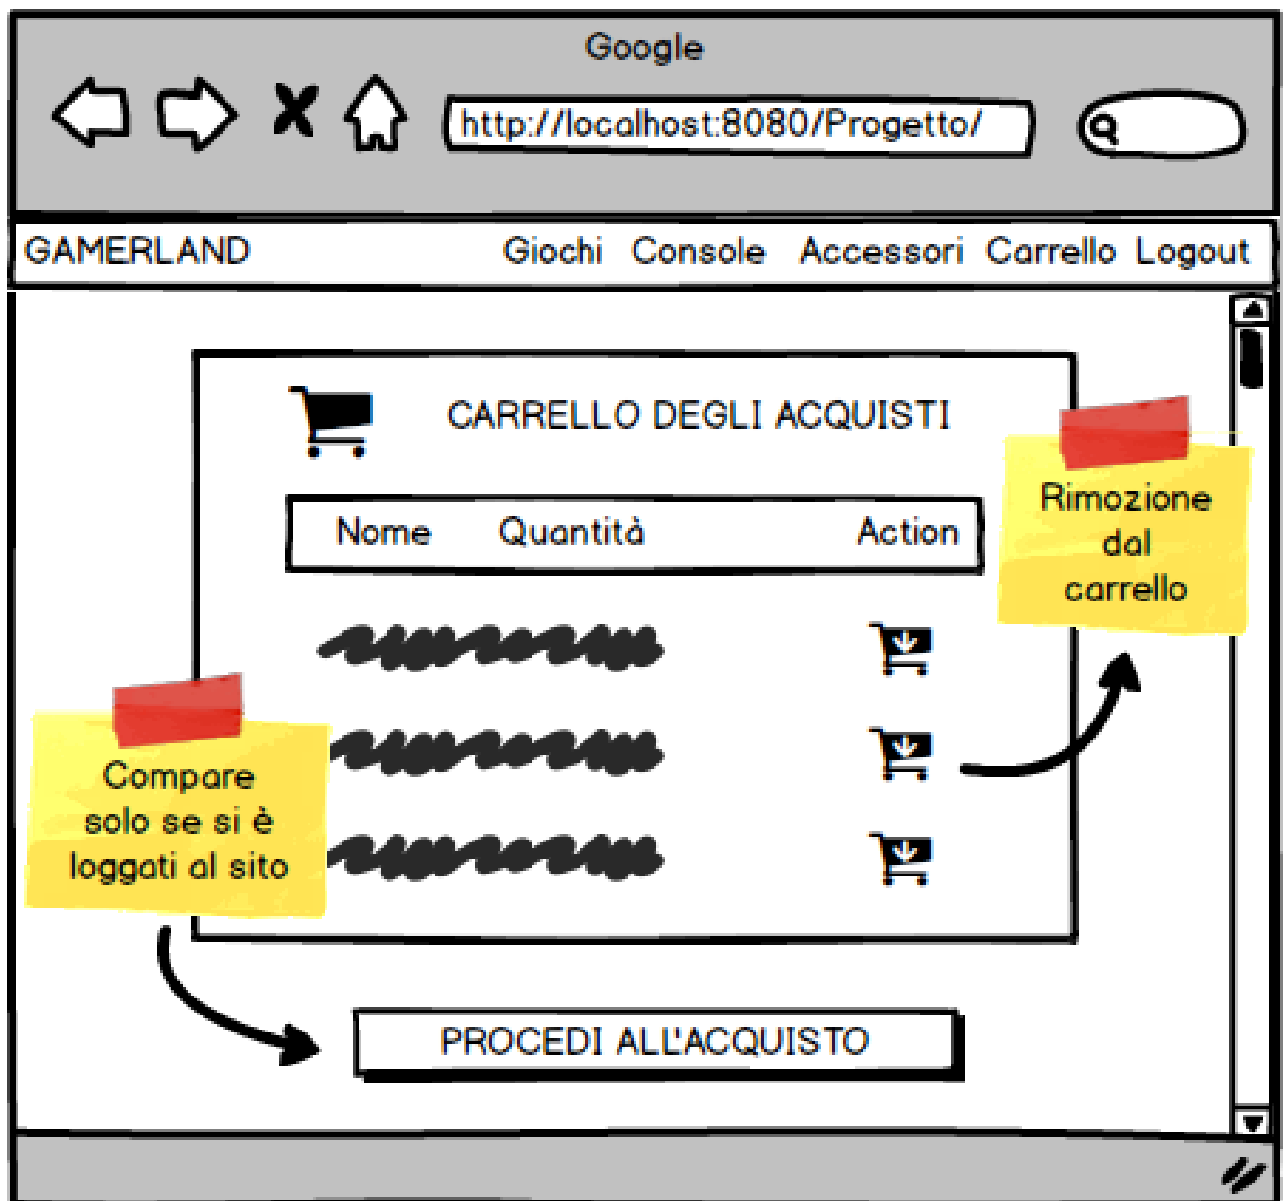 Google
http://localhost:8080/Progetto/
GAMERLAND Giochi Console Accessori Carrello Logout
CARRELLO DEGLI ACQUISTI
Nome Quantità Action
Rimozione
dal
carrello
Compare
solo se si è
loggati al sito
PROCEDI ALL'ACQUISTO